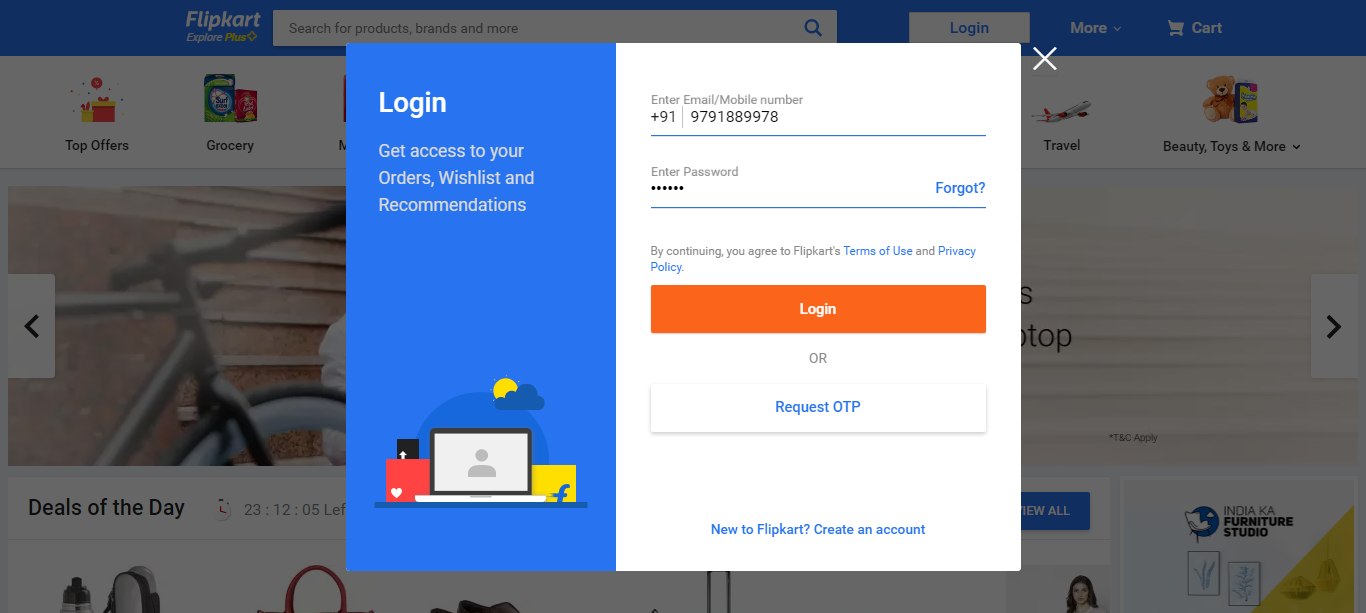 Flipkart
Explore Plus
Search for products, brands and more
Login
More
Cart
Top Offers
Grocery
M
Travel
Beauty, Toys & More
Login
Get access to your
Orders, Wishlist and
Recommendations
Enter Email/Mobile number
+91 9791889978
Enter Password
••••••
Forgot?
By continuing, you agree to Flipkart's Terms of Use and Privacy
Policy.
Login
OR
Request OTP
New to Flipkart? Create an account
s
ptop
*T&C Apply
Deals of the Day
23 : 12 : 05 Lef
VIEW ALL
INDIA KA
FURNITURE
STUDIO